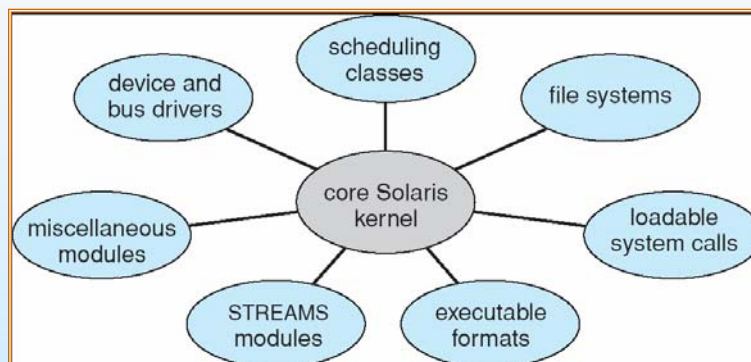 scheduling
classes
device and
bus drivers
file systems
core Solaris
kernel
miscellaneous
modules
loadable
system calls
STREAMS
modules
executable
formats